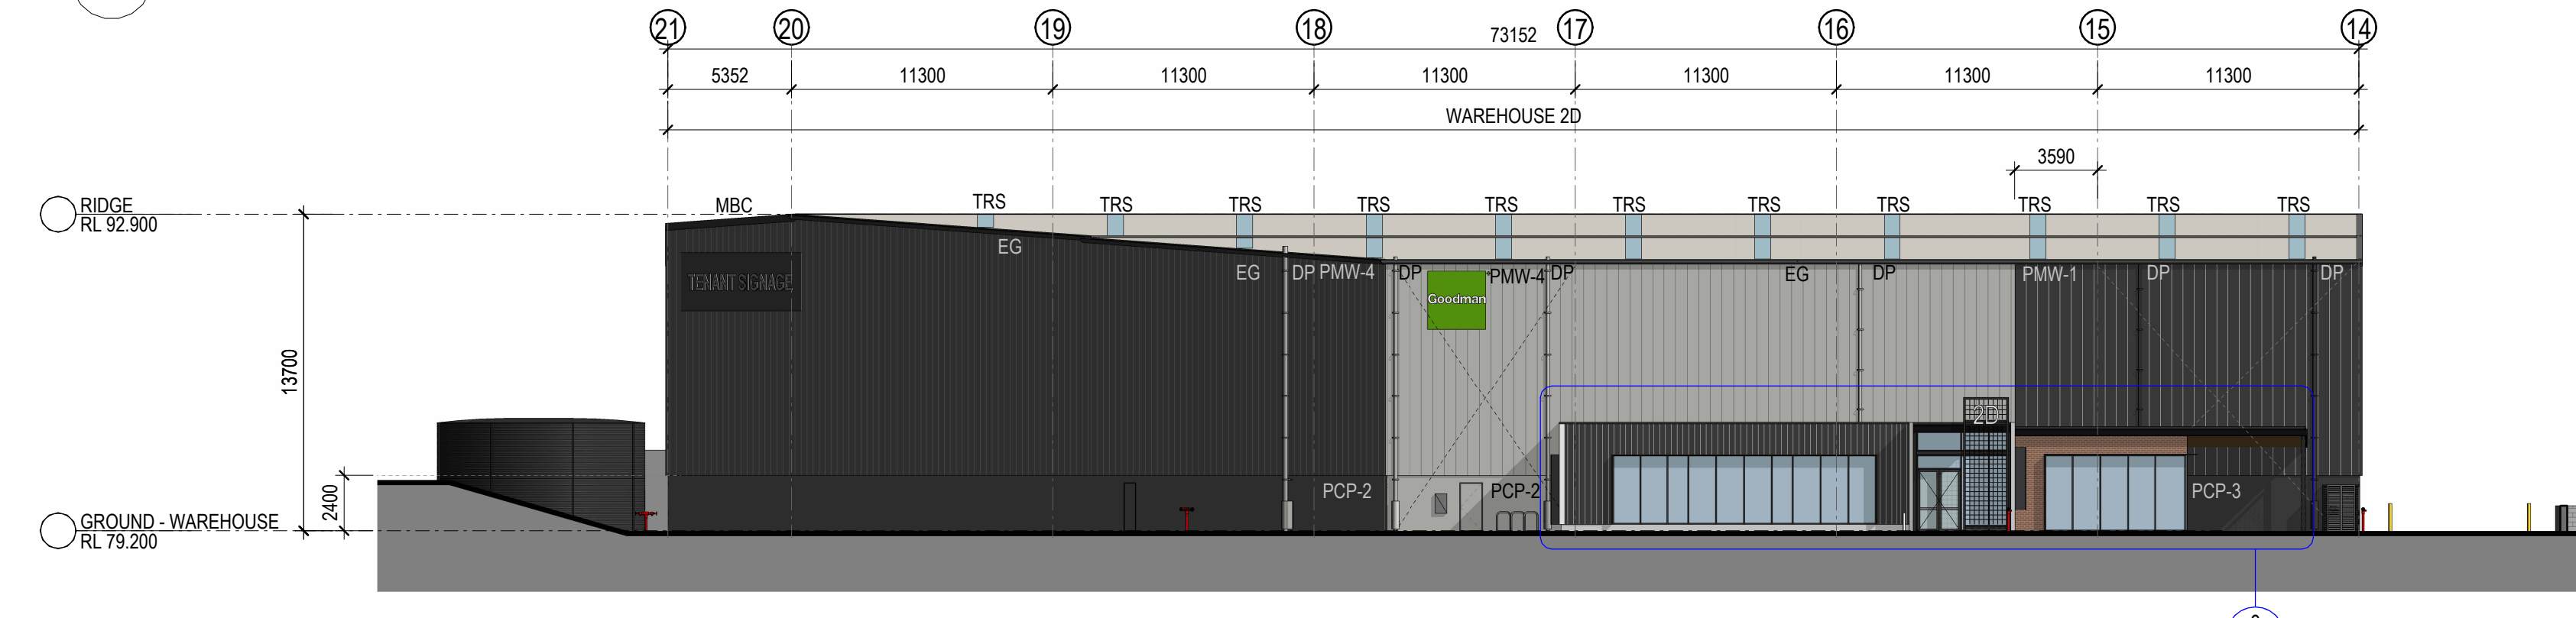 21 20 19 18 17 16 15 14
73152
5352 11300 11300 11300 11300 11300 11300
WAREHOUSE 2D
3590
RIDGE
RL 92.900
MBC TRS TRS TRS TRS TRS TRS TRS TRS TRS TRS TRS
EG
TENANT SIGNAGE
EG DP PMW-4 DP PMW-4 DP EG DP PMW-1 DP DP
Goodman
13700
2D
2400
PCP-2 PCP-2 PCP-3
GROUND - WAREHOUSE
RL 79.200